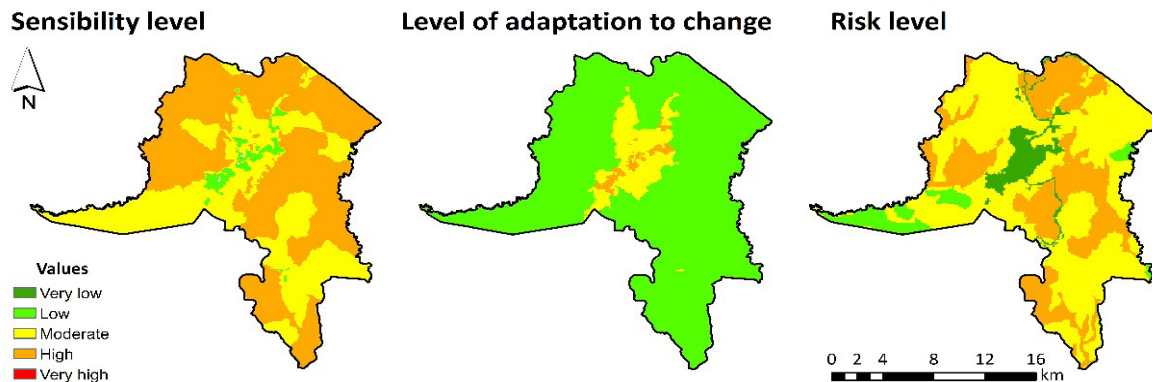 Sensibility level
Level of adaptation to change
Risk level
N
Values
Very low
Low
Moderate
High
Very high
0 2 4 8 12 16
km